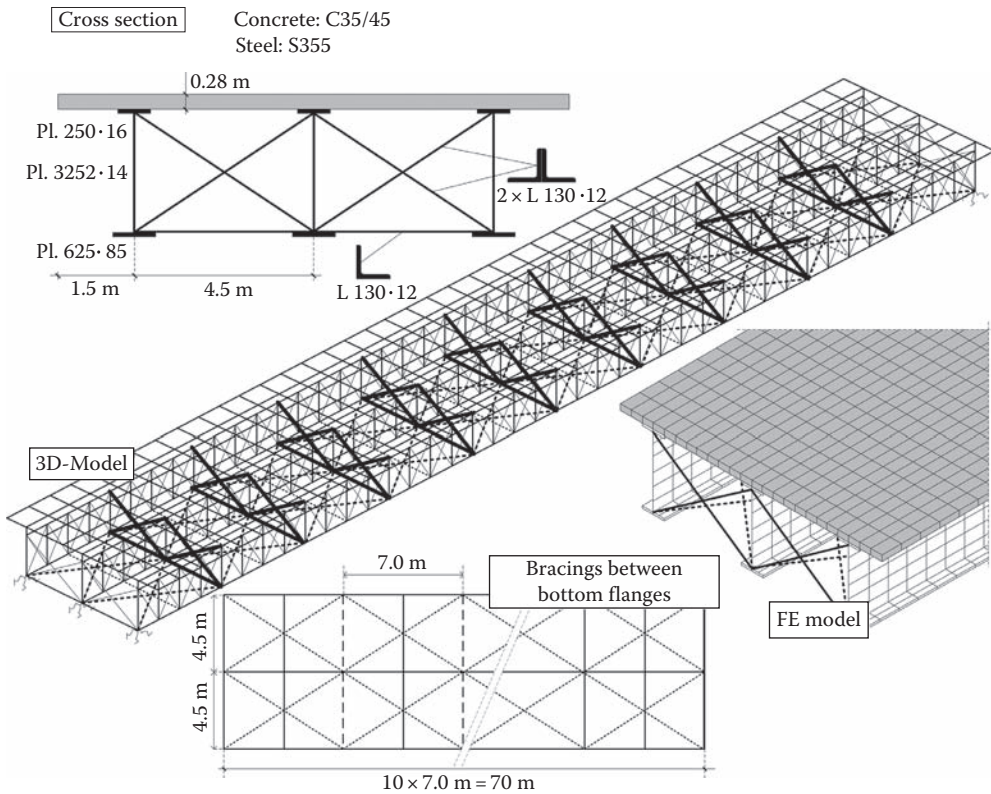 Cross section
Concrete: C35/45
Steel: S355
0.28 m
Pl. 250·16
Pl. 3252·14
2 × L 130·12
Pl. 625·85
L 130·12
1.5 m
4.5 m
3D-Model
7.0 m
Bracings between
bottom flanges
FE model
4.5 m
4.5 m
10 × 7.0 m = 70 m